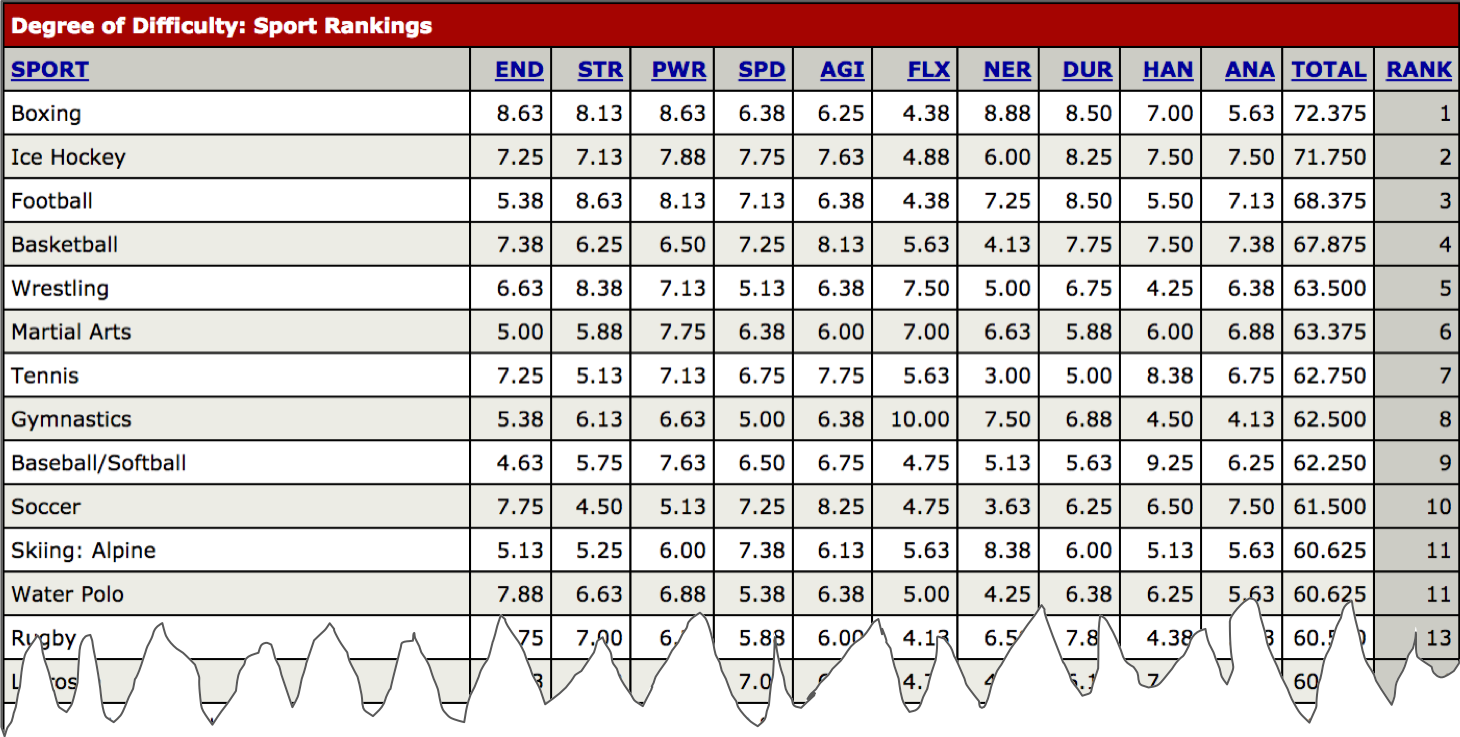 Degree of Difficulty: Sport Rankings
SPORT END STR PWR SPD AGI FLX NER DUR HAN ANA TOTAL RANK
Boxing 8.63 8.13 8.63 6.38 6.25 4.38 8.88 8.50 7.00 5.63 72.375 1
Ice Hockey 7.25 7.13 7.88 7.75 7.63 4.88 6.00 8.25 7.50 7.50 71.750 2
Football 5.38 8.63 8.13 7.13 6.38 4.38 7.25 8.50 5.50 7.13 68.375 3
Basketball 7.38 6.25 6.50 7.25 8.13 5.63 4.13 7.75 7.50 7.38 67.875 4
Wrestling 6.63 8.38 7.13 5.13 6.38 7.50 5.00 6.75 4.25 6.38 63.500 5
Martial Arts 5.00 5.88 7.75 6.38 6.00 7.00 6.63 5.88 6.00 6.88 63.375 6
Tennis 7.25 5.13 7.13 6.75 7.75 5.63 3.00 5.00 8.38 6.75 62.750 7
Gymnastics 5.38 6.13 6.63 5.00 6.38 10.00 7.50 6.88 4.50 4.13 62.500 8
Baseball/Softball 4.63 5.75 7.63 6.50 6.75 4.75 5.13 5.63 9.25 6.25 62.250 9
Soccer 7.75 4.50 5.13 7.25 8.25 4.75 3.63 6.25 6.50 7.50 61.500 10
Skiing: Alpine 5.13 5.25 6.00 7.38 6.13 5.63 8.38 6.00 5.13 5.63 60.625 11
Water Polo 7.88 6.63 6.88 5.38 6.38 5.00 4.25 6.38 6.25 5.63 60.625 11
Rugby 7.00 5.88 6.00 4.13 4.38 13